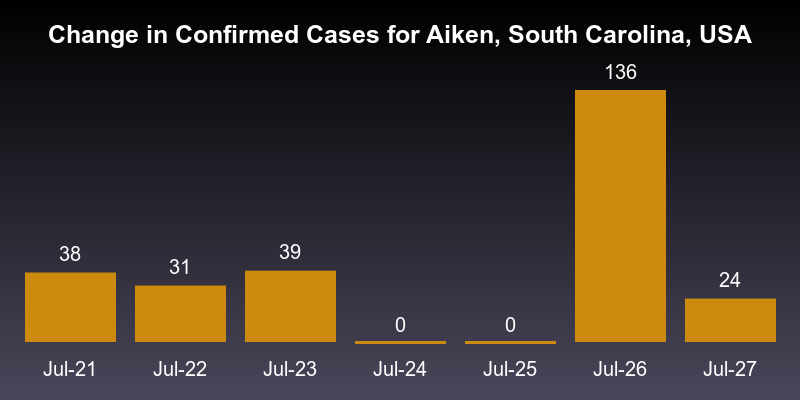 Change in Confirmed Cases for Aiken, South Carolina, USA
136
38
31
39
0
0
24
Jul-21
Jul-22
Jul-23
Jul-24
Jul-25
Jul-26
Jul-27